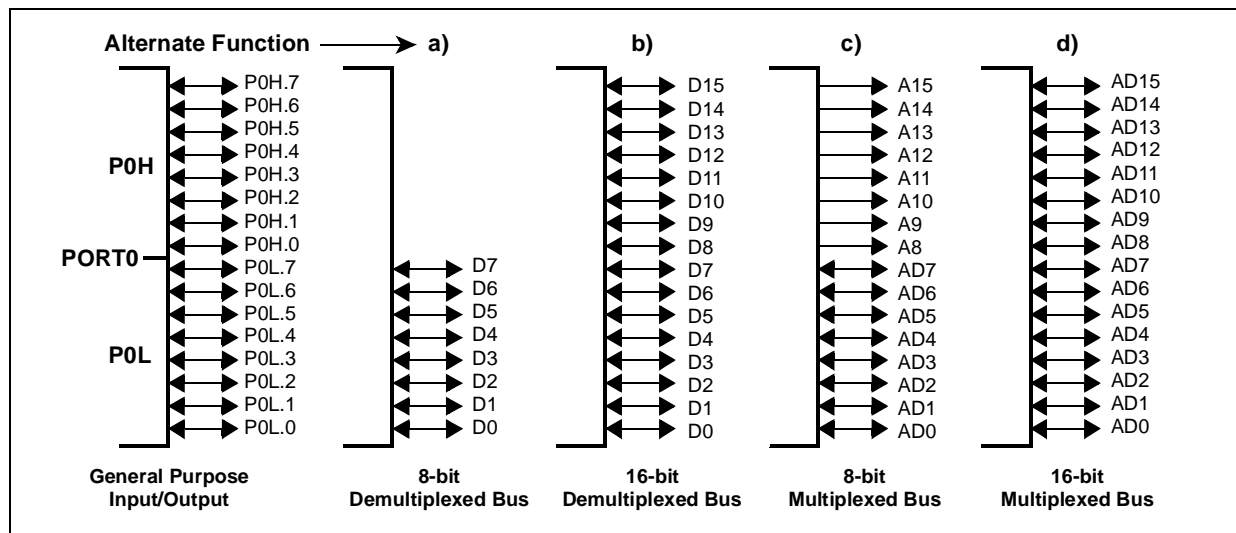 Alternate Function a) b) c) d)
P0H.7 D15 A15 AD15
P0H.6 D14 A14 AD14
P0H.5 D13 A13 AD13
P0H.4 D12 A12 AD12
P0H
P0H.3 D11 A11 AD11
P0H.2 D10 A10 AD10
P0H.1 D9 A9 AD9
P0H.0 D8 A8 AD8
PORT0
P0L.7 D7 D7 AD7 AD7
P0L.6 D6 D6 AD6 AD6
P0L.5 D5 D5 AD5 AD5
P0L.4 D4 D4 AD4 AD4
P0L
P0L.3 D3 D3 AD3 AD3
P0L.2 D2 D2 AD2 AD2
P0L.1 D1 D1 AD1 AD1
P0L.0 D0 D0 AD0 AD0
General Purpose 8-bit 16-bit 8-bit 16-bit
Input/Output Demultiplexed Bus Demultiplexed Bus Multiplexed Bus Multiplexed Bus